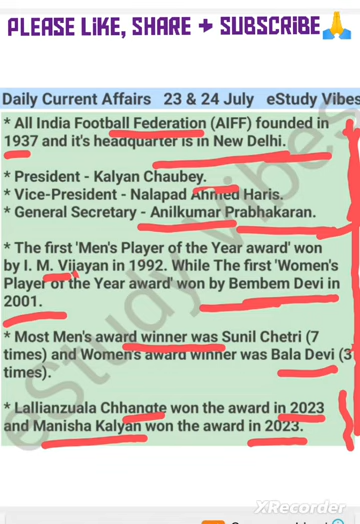 PLEASE LIKE, SHARE + SUBSCRIBE🙏
Daily Current Affairs 23 & 24 July eStudy Vibes
* All India Football Federation (AIFF) founded in
1937 and it's headquarter is in New Delhi.
* President - Kalyan Chaubey.
* Vice-President - Nalapad Ahmed Haris.
* General Secretary - Anilkumar Prabhakaran.
* The first 'Men's Player of the Year award' won
by I. M. Vijayan in 1992. While The first 'Women's
Player of the Year award' won by Bembem Devi in
2001.
* Most Men's award winner was Sunil Chetri (7
times) and Women's award winner was Bala Devi (3
times).
* Lallianzuala Chhangte won the award in 2023
and Manisha Kalyan won the award in 2023.
eStudy Vibes
XRecorder